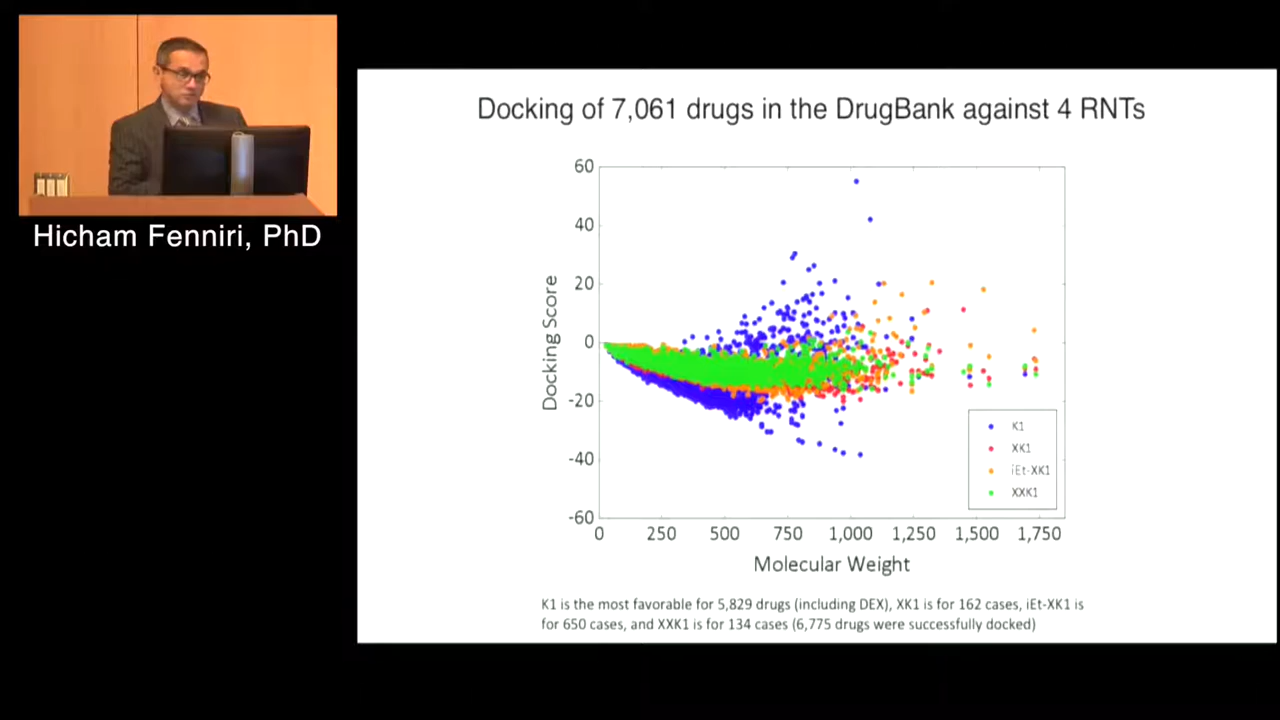 Hicham Fenniri, PhD
Docking of 7,061 drugs in the DrugBank against 4 RNTs
60
40
20
0
-20
-40
-60
Docking Score
0 250 500 750 1,000 1,250 1,500 1,750
Molecular Weight
K1
XK1
iEt-XK1
XXK1
K1 is the most favorable for 5,829 drugs (including DEX), XK1 is for 162 cases, iEt-XK1 is
for 650 cases, and XXK1 is for 134 cases (6,775 drugs were successfully docked)